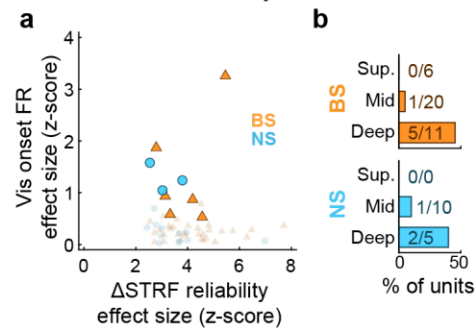 a
b
4
3
2
1
0
Vis onset FR
effect size (z-score)
BS
NS
0 2 4 6 8
ΔSTRF reliability
effect size (z-score)
BS
Sup. 0/6
Mid 1/20
Deep 5/11
NS
Sup. 0/0
Mid 1/10
Deep 2/5
0 50
% of units